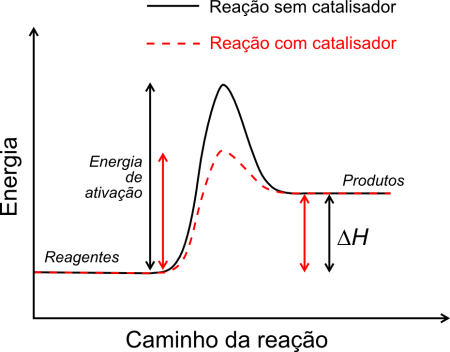 Reação sem catalisador
Reação com catalisador
Energia
Energia
de
ativação
Produtos
Reagentes
ΔH
Caminho da reação